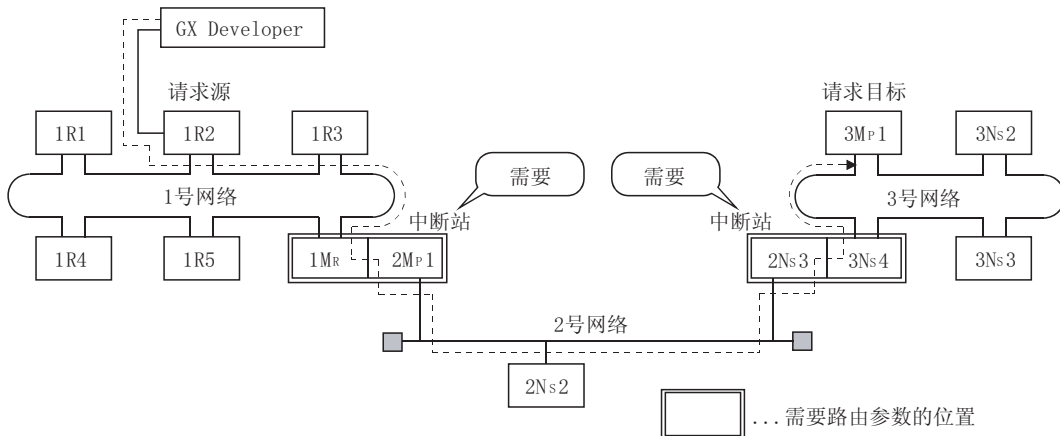 GX Developer
请求源
请求目标
1R1
1R2
1R3
3MP1
3NS2
需要
需要
1号网络
3号网络
中断站
中断站
1R4
1R5
1MR
2MP1
2NS3
3NS4
3NS3
2号网络
2NS2
...需要路由参数的位置